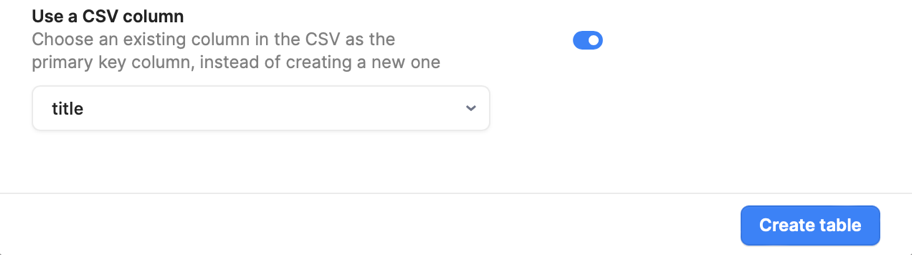 Use a CSV column
Choose an existing column in the CSV as the
primary key column, instead of creating a new one
title
Create table